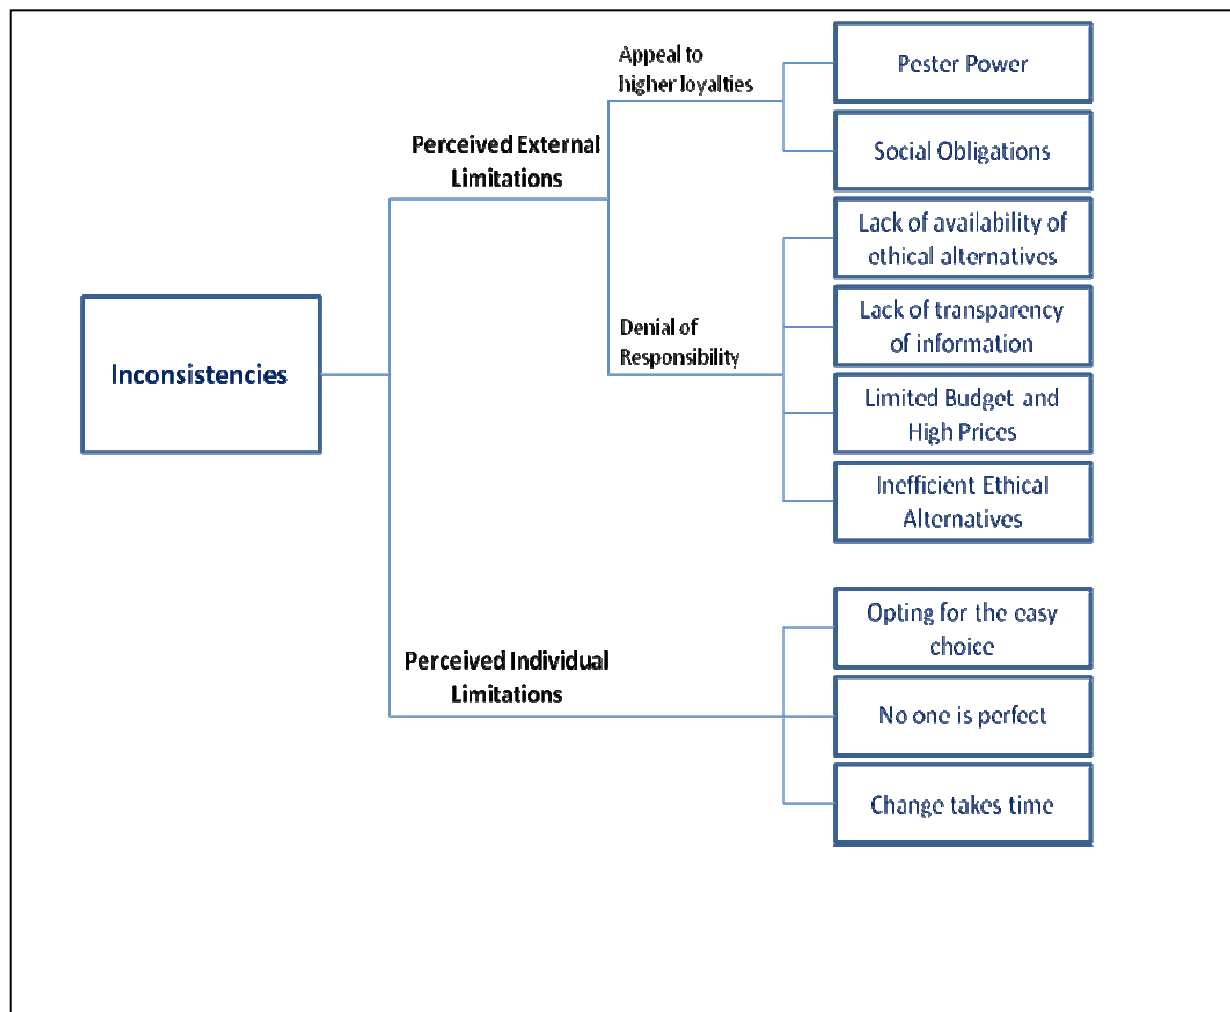 Appeal to
higher loyalties
Pester Power
Perceived External
Limitations
Social Obligations
Lack of availability of
ethical alternatives
Denial of
Responsibility
Lack of transparency
of information
Inconsistencies
Limited Budget and
High Prices
Inefficient Ethical
Alternatives
Perceived Individual
Limitations
Opting for the easy
choice
No one is perfect
Change takes time